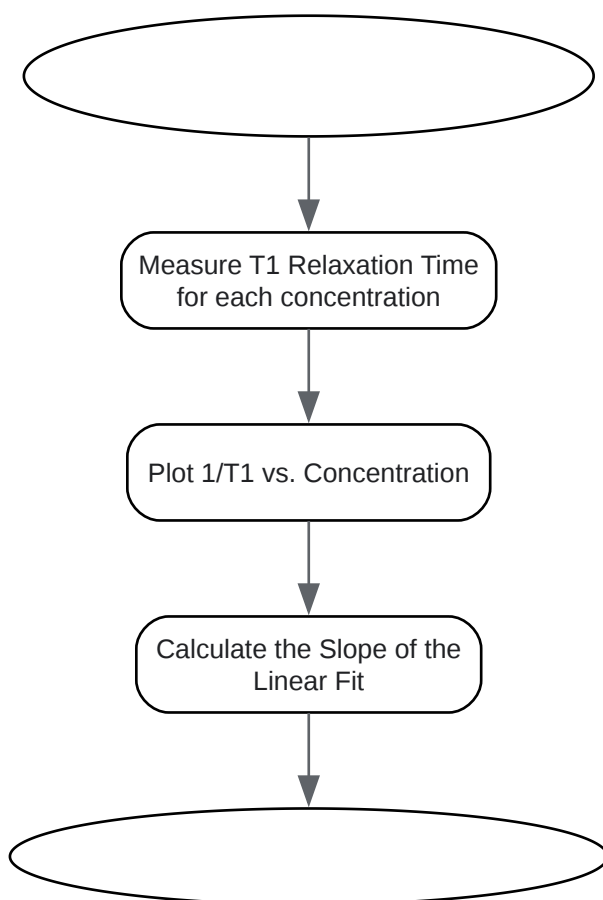 Measure T1 Relaxation Time
for each concentration
Plot 1/T1 vs. Concentration
Calculate the Slope of the
Linear Fit